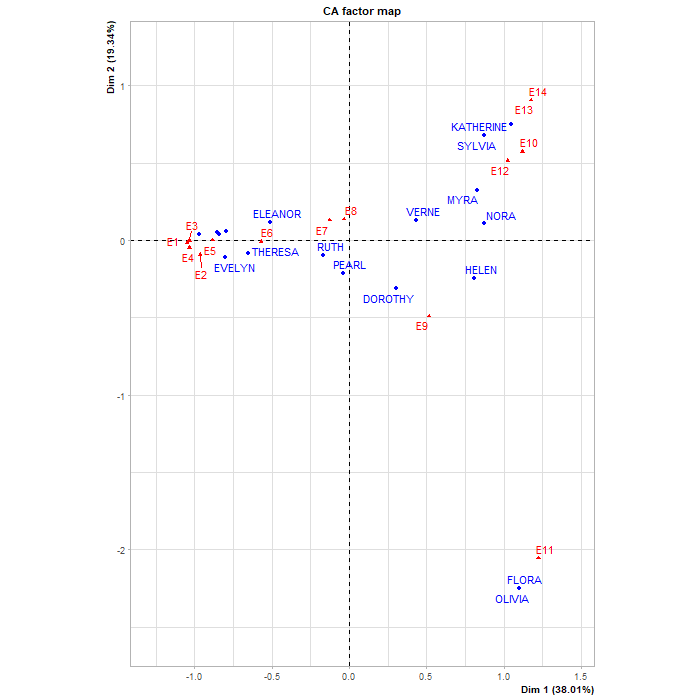 CA factor map
Dim 2 (19.34%)
E14
E13
KATHERINE
SYLVIA
E10
E12
MYRA
NORA
VERNE
ELEANOR
E8
E7
E3
E1
E6
E5
E4
E2
EVELYN
THERESA
RUTH
PEARL
HELEN
DOROTHY
E9
E11
FLORA
OLIVIA
1
0
-1
-2
-1.0 -0.5 0.0 0.5 1.0 1.5
Dim 1 (38.01%)